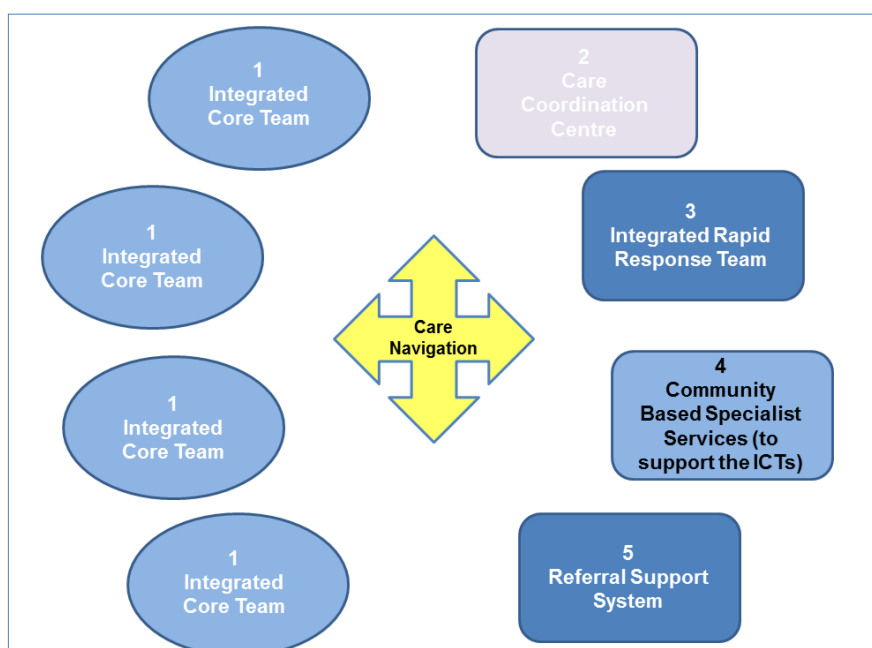 1
Integrated
Core Team
2
Care
Coordination
Centre
1
Integrated
Core Team
3
Integrated Rapid
Response Team
Care
Navigation
1
Integrated
Core Team
4
Community
Based Specialist
Services (to
support the ICTs)
1
Integrated
Core Team
5
Referral Support
System